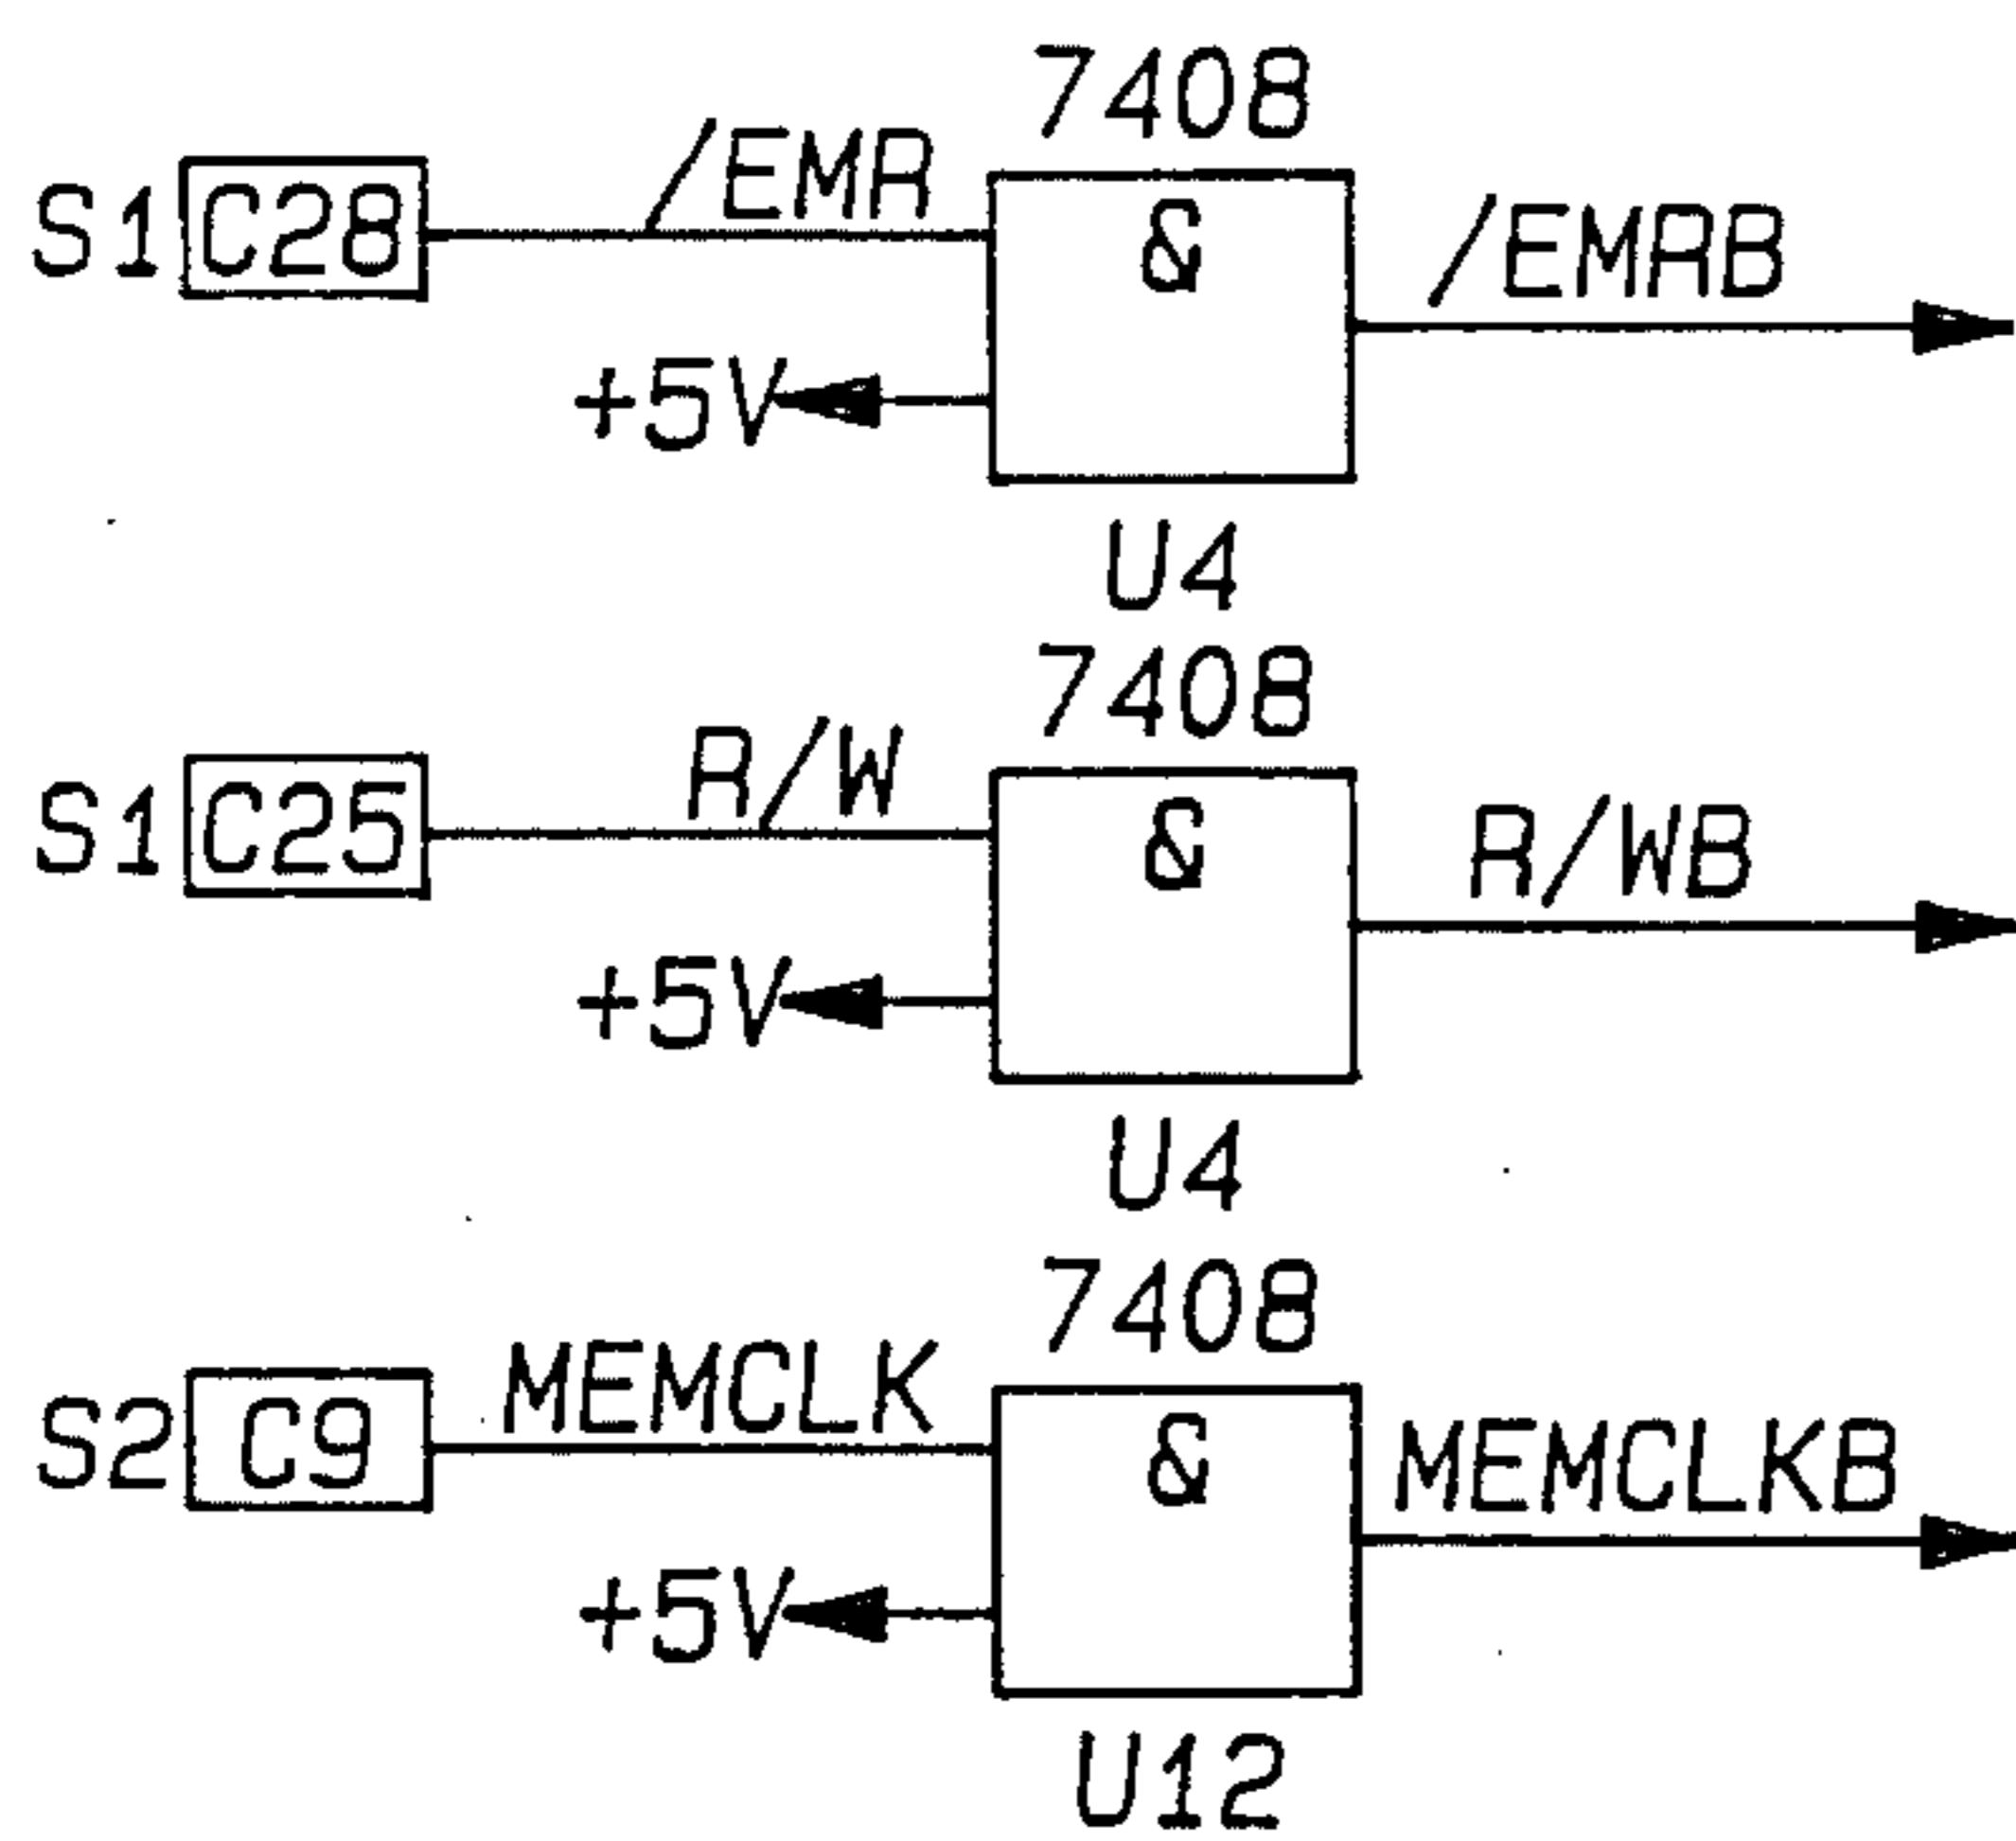 7408
/EMR
S1 C28 &
/EMRB
+5V
U4
7408
R/W
S1 C25 &
R/WB
+5V
U4
7408
MEMCLK
S2 C9 &
MEMCLKB
+5V
U12